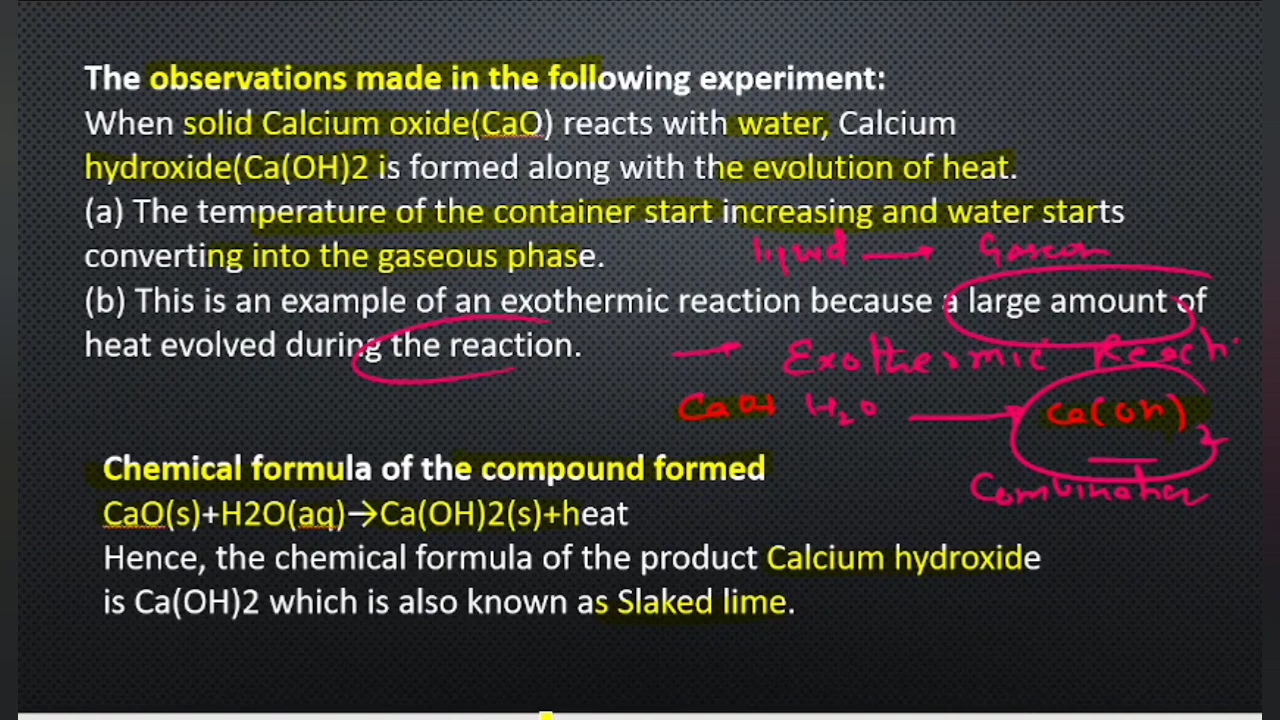 The observations made in the following experiment:
When solid Calcium oxide(CaO) reacts with water, Calcium
hydroxide(Ca(OH)2 is formed along with the evolution of heat.
(a) The temperature of the container start increasing and water starts
converting into the gaseous phase.
liquid → Gaseou
(b) This is an example of an exothermic reaction because a large amount of
heat evolved during the reaction.
→ Exothermic React.
H2O → Ca(OH)2
Combination
Chemical formula of the compound formed
CaO(s)+H2O(aq)→Ca(OH)2(s)+heat
Hence, the chemical formula of the product Calcium hydroxide
is Ca(OH)2 which is also known as Slaked lime.